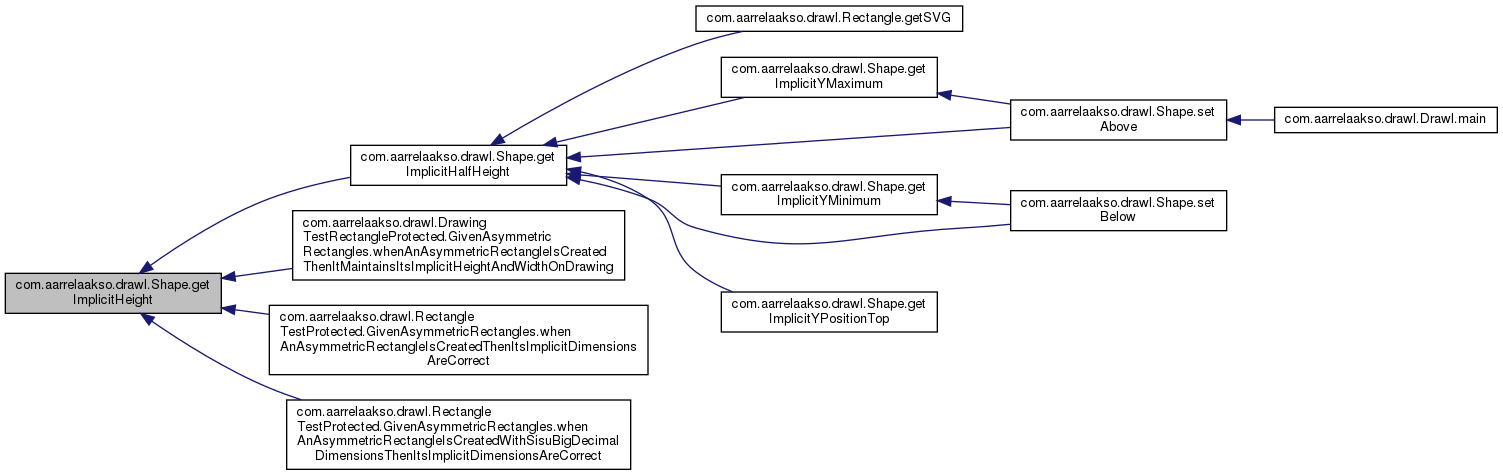 com.aarrelaakso.drawl.Rectangle.getSVG
com.aarrelaakso.drawl.Shape.get
ImplicitYMaximum
com.aarrelaakso.drawl.Shape.set
Above
com.aarrelaakso.drawl.Drawl.main
com.aarrelaakso.drawl.Shape.get
ImplicitHalfHeight
com.aarrelaakso.drawl.Shape.get
ImplicitYMinimum
com.aarrelaakso.drawl.Shape.set
Below
com.aarrelaakso.drawl.Drawing
TestRectangleProtected.GivenAsymmetric
Rectangles.whenAnAsymmetricRectangleIsCreated
ThenItMaintainsItsImplicitHeightAndWidthOnDrawing
com.aarrelaakso.drawl.Shape.get
ImplicitHeight
com.aarrelaakso.drawl.Shape.get
ImplicitYPositionTop
com.aarrelaakso.drawl.Rectangle
TestProtected.GivenAsymmetricRectangles.when
AnAsymmetricRectangleIsCreatedThenItsImplicitDimensions
AreCorrect
com.aarrelaakso.drawl.Rectangle
TestProtected.GivenAsymmetricRectangles.when
AnAsymmetricRectangleIsCreatedWithSisuBigDecimal
DimensionsThenItsImplicitDimensionsAreCorrect